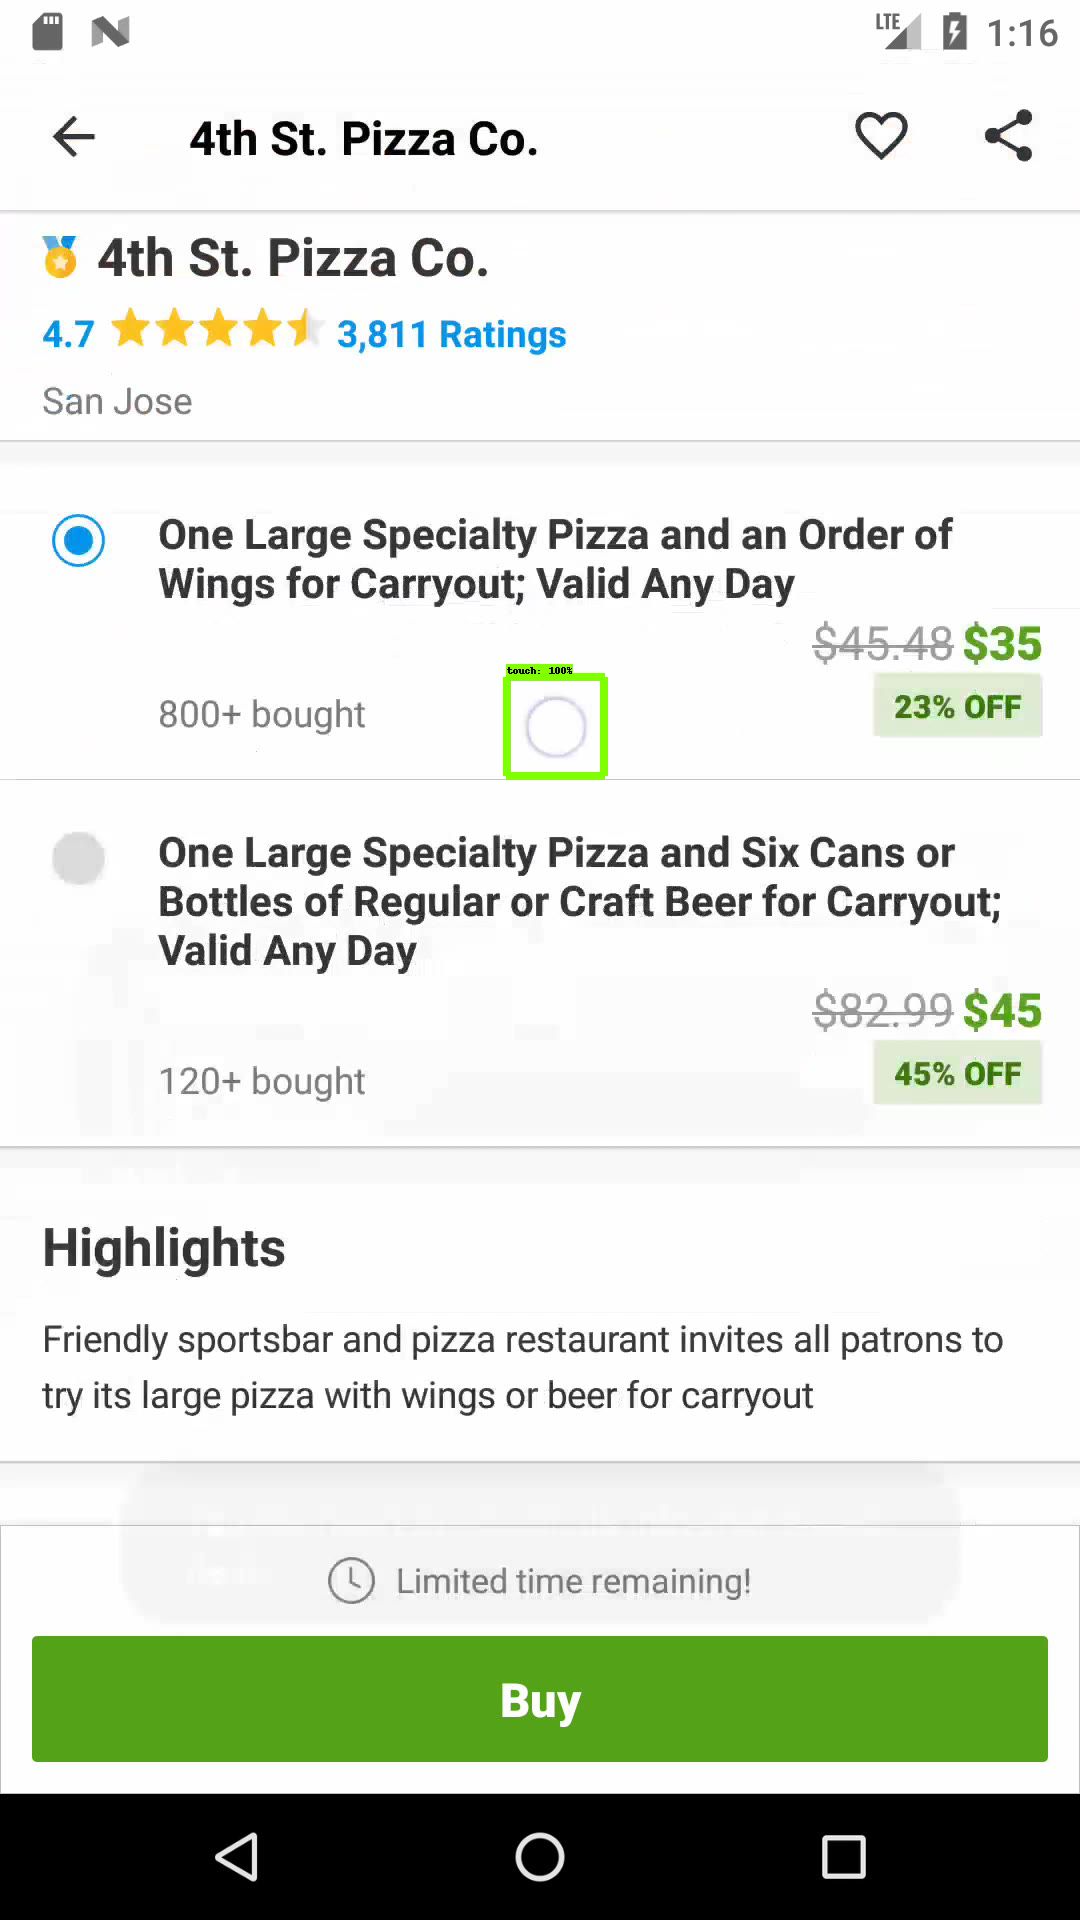 LTE 1:16
4th St. Pizza Co.
4th St. Pizza Co.
4.7 3,811 Ratings
San Jose
One Large Specialty Pizza and an Order of
Wings for Carryout; Valid Any Day
$45.48 $35
touch: 100%
800+ bought
23% OFF
One Large Specialty Pizza and Six Cans or
Bottles of Regular or Craft Beer for Carryout;
Valid Any Day
$82.99 $45
120+ bought
45% OFF
Highlights
Friendly sportsbar and pizza restaurant invites all patrons to
try its large pizza with wings or beer for carryout
Limited time remaining!
Buy